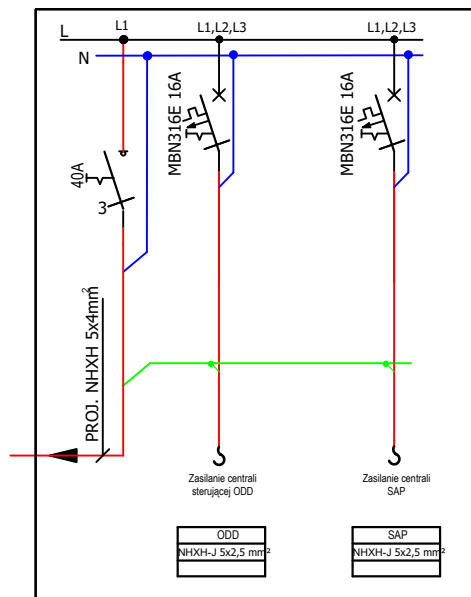 L
L1
L1,L2,L3
L1,L2,L3
N
MBN316E 16A
MBN316E 16A
40A
3
PROJ. NHXH 5x4mm²
Zasilanie centrali
sterującej ODD
Zasilanie centrali
SAP
ODD
NHXH-J 5x2,5 mm²
SAP
NHXH-J 5x2,5 mm²